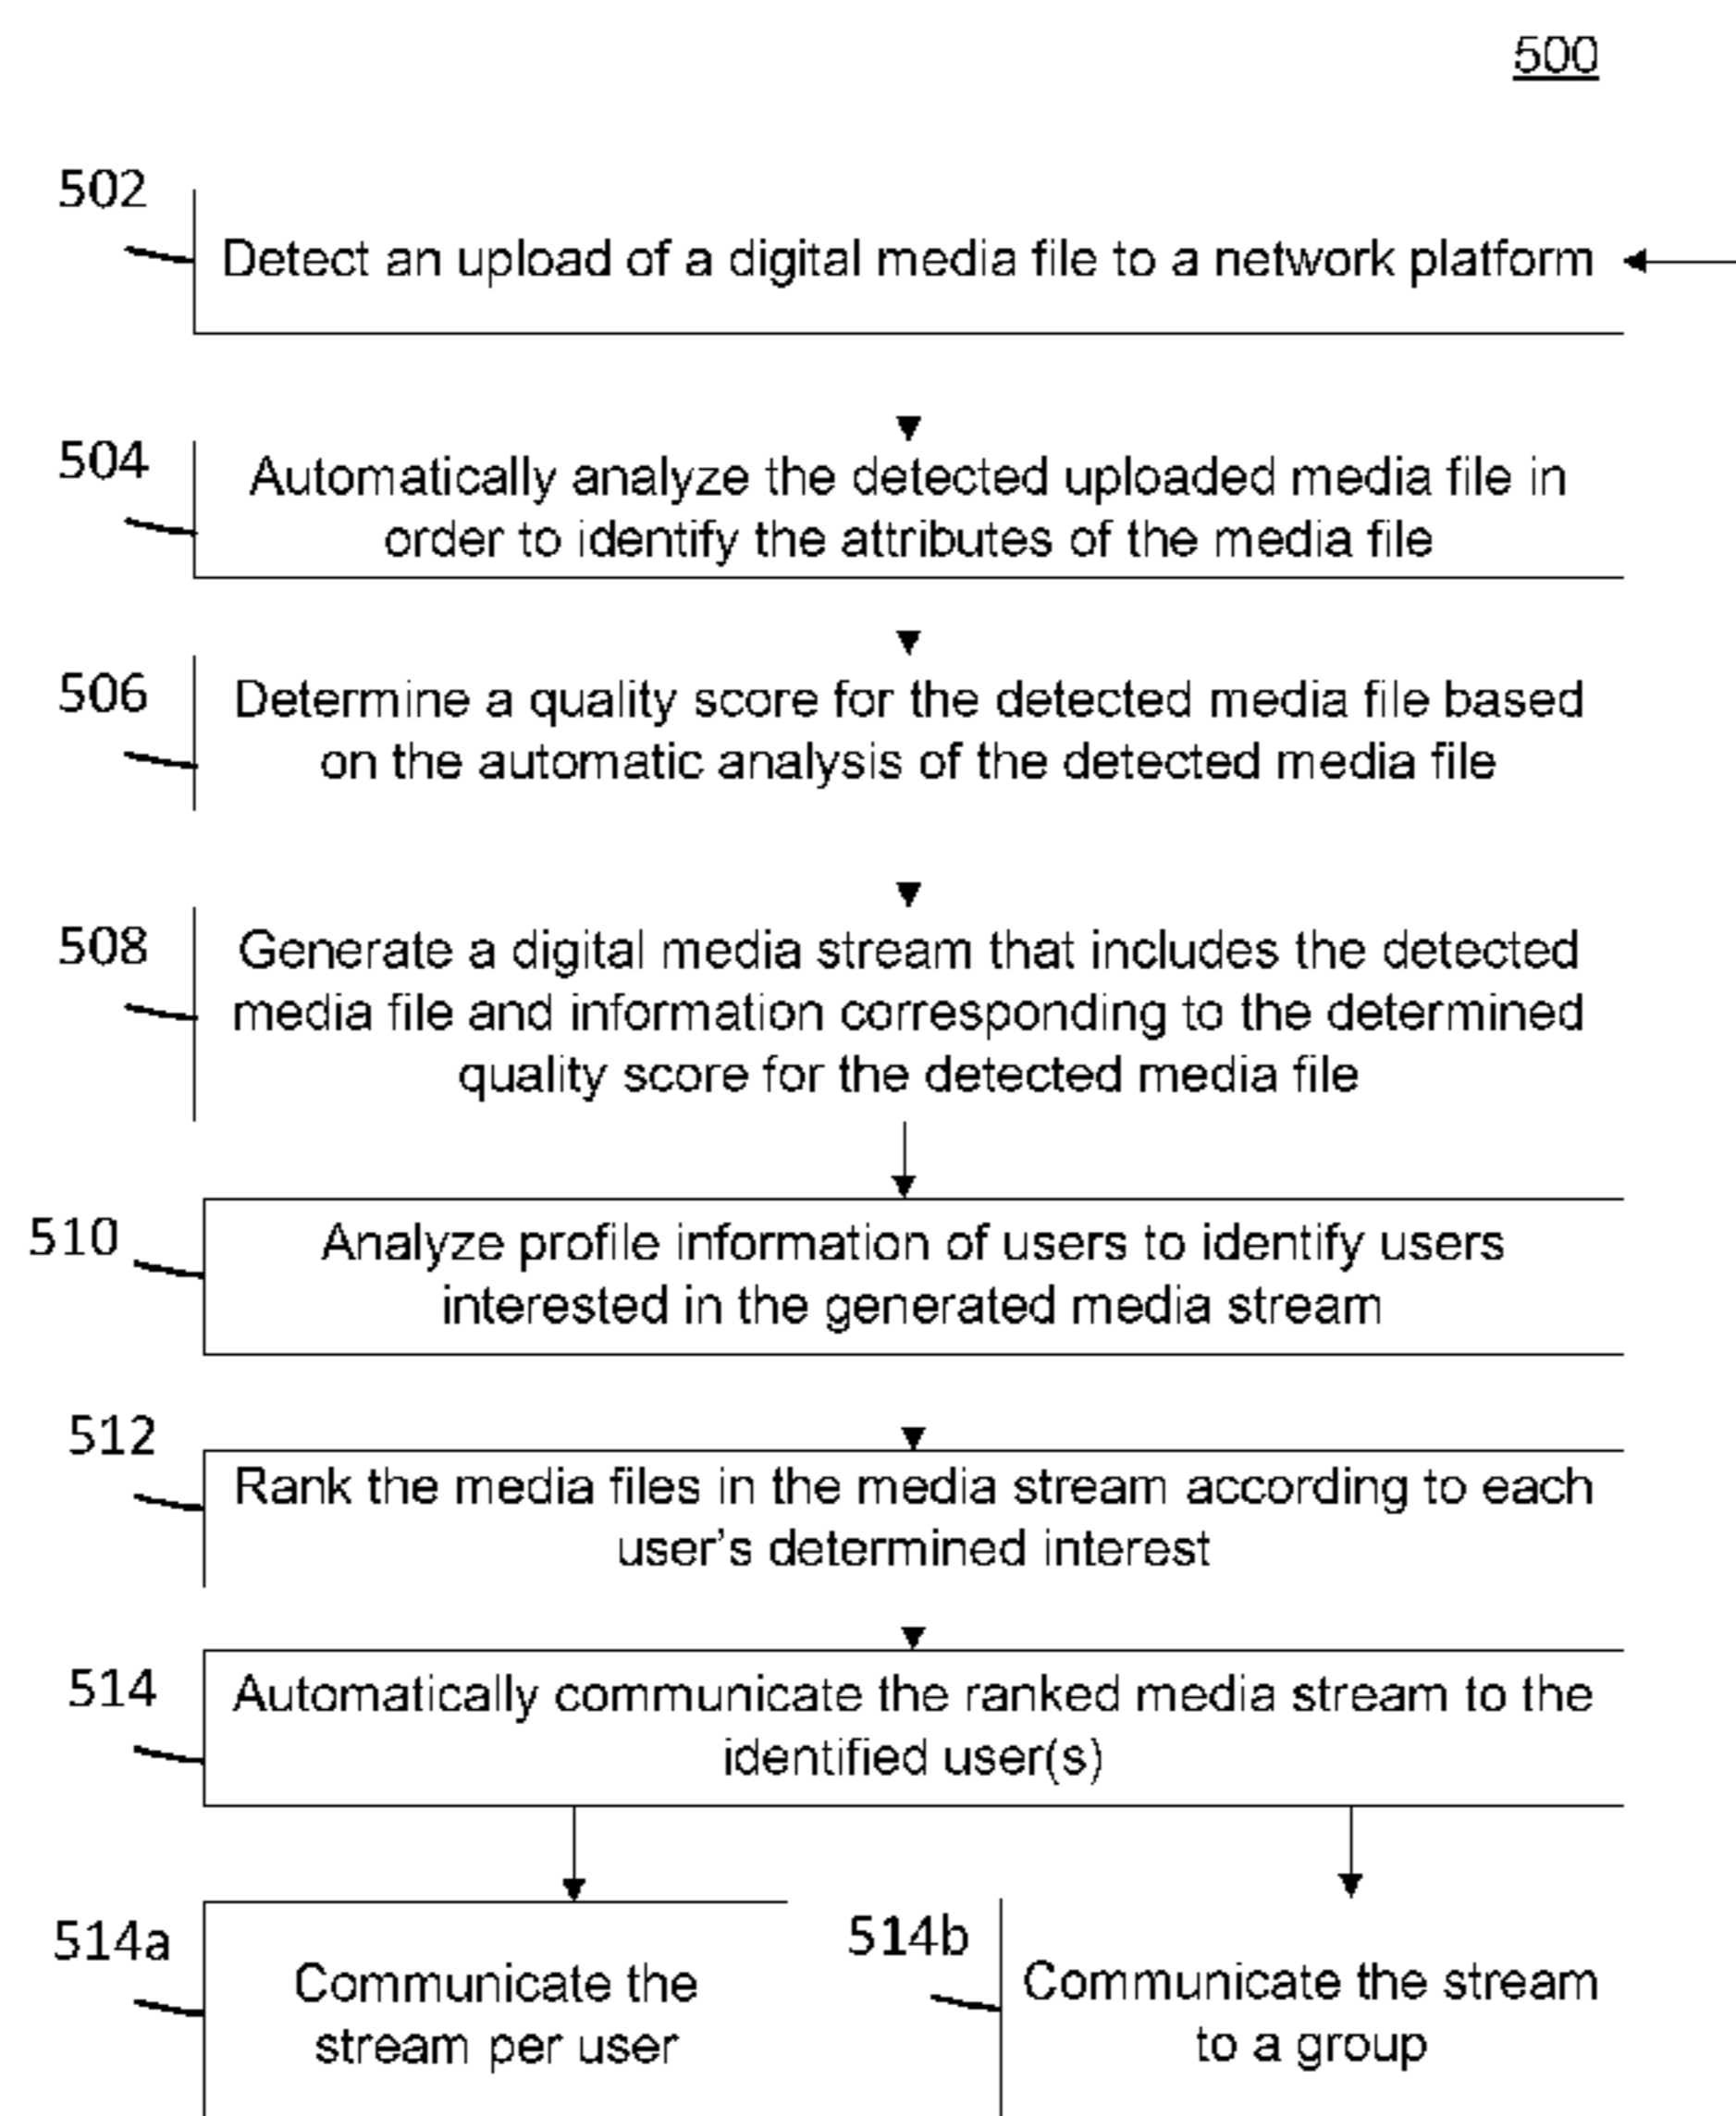 500
502
Detect an upload of a digital media file to a network platform
504
Automatically analyze the detected uploaded media file in
order to identify the attributes of the media file
506
Determine a quality score for the detected media file based
on the automatic analysis of the detected media file
508
Generate a digital media stream that includes the detected
media file and information corresponding to the determined
quality score for the detected media file
510
Analyze profile information of users to identify users
interested in the generated media stream
512
Rank the media files in the media stream according to each
user's determined interest
514
Automatically communicate the ranked media stream to the
identified user(s)
514a
Communicate the
stream per user
514b
Communicate the stream
to a group